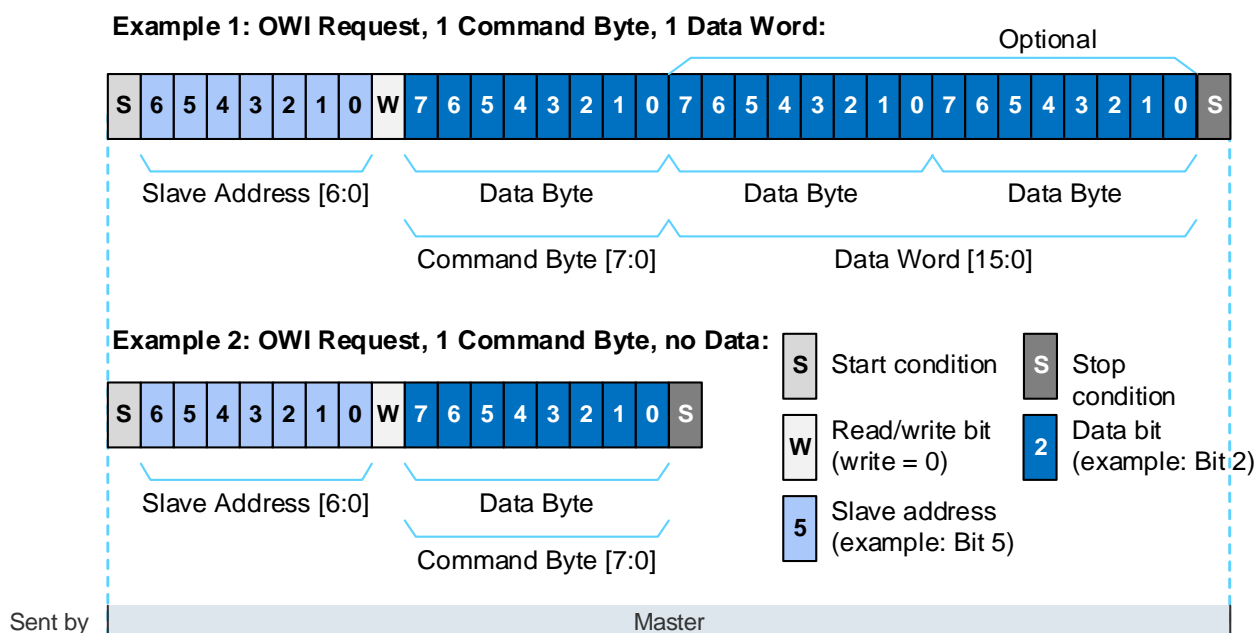 Example 1: OWI Request, 1 Command Byte, 1 Data Word:
Optional
S 6 5 4 3 2 1 0 W 7 6 5 4 3 2 1 0 7 6 5 4 3 2 1 0 7 6 5 4 3 2 1 0 S
Slave Address [6:0] Data Byte Data Byte Data Byte
Command Byte [7:0] Data Word [15:0]
Example 2: OWI Request, 1 Command Byte, no Data:
S 6 5 4 3 2 1 0 W 7 6 5 4 3 2 1 0 S
Slave Address [6:0] Data Byte
Command Byte [7:0]
S Start condition
S Stop
condition
W Read/write bit
(write = 0)
2 Data bit
(example: Bit 2)
5 Slave address
(example: Bit 5)
Sent by Master